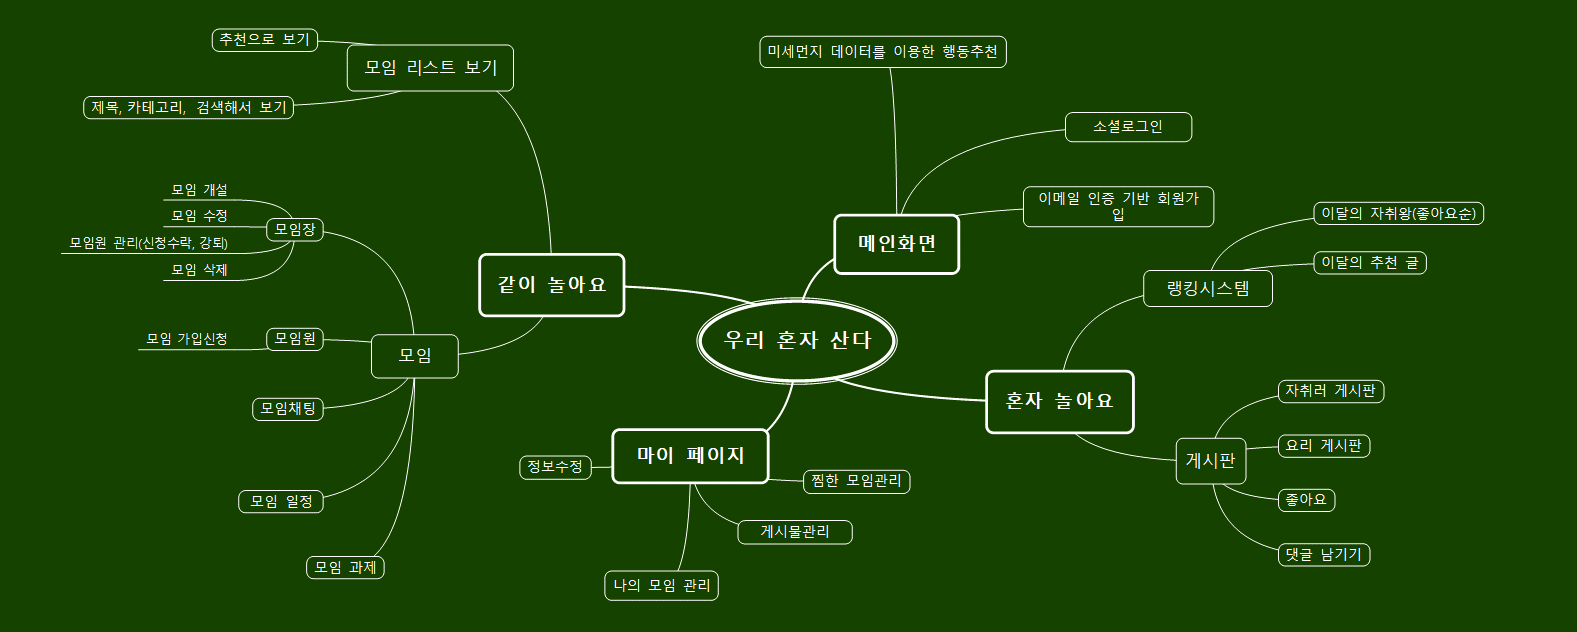 우리 혼자 산다
메인화면
미세먼지 데이터를 이용한 행동추천
소셜로그인
이메일 인증 기반 회원가
입
혼자 놀아요
랭킹시스템
이달의 자취왕(좋아요순)
이달의 추천 글
게시판
자취러 게시판
요리 게시판
좋아요
댓글 남기기
마이 페이지
정보수정
찜한 모임관리
게시물관리
나의 모임 관리
같이 놀아요
모임 리스트 보기
추천으로 보기
제목, 카테고리, 검색해서 보기
모임
모임장
모임 개설
모임 수정
모임원 관리(신청수락, 강퇴)
모임 삭제
모임원
모임 가입신청
모임채팅
모임 일정
모임 과제